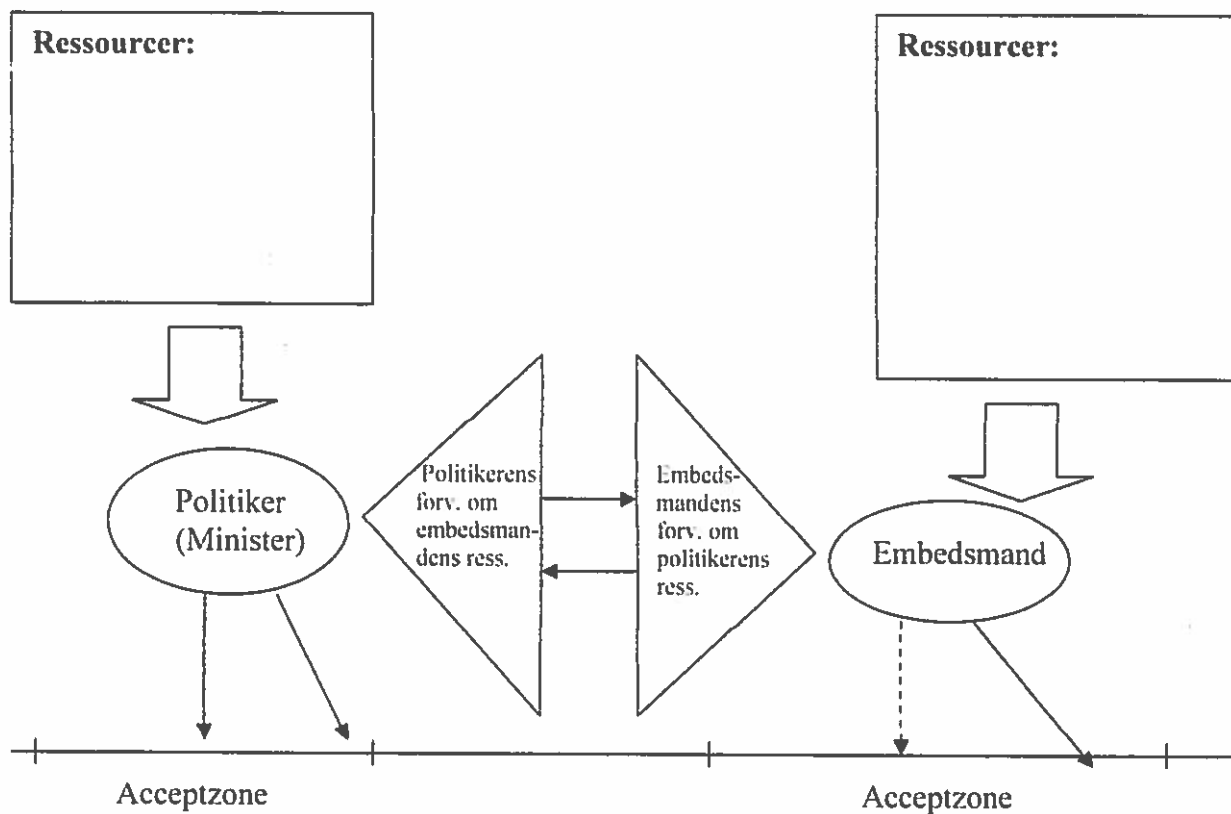 Ressourcer:
Ressourcer:
Politiker
(Minister)
Politikerens
forv. om
embedsman-
dens ress.
Embeds-
mandens
forv. om
politikerens
ress.
Embedsmand
Acceptzone
Acceptzone